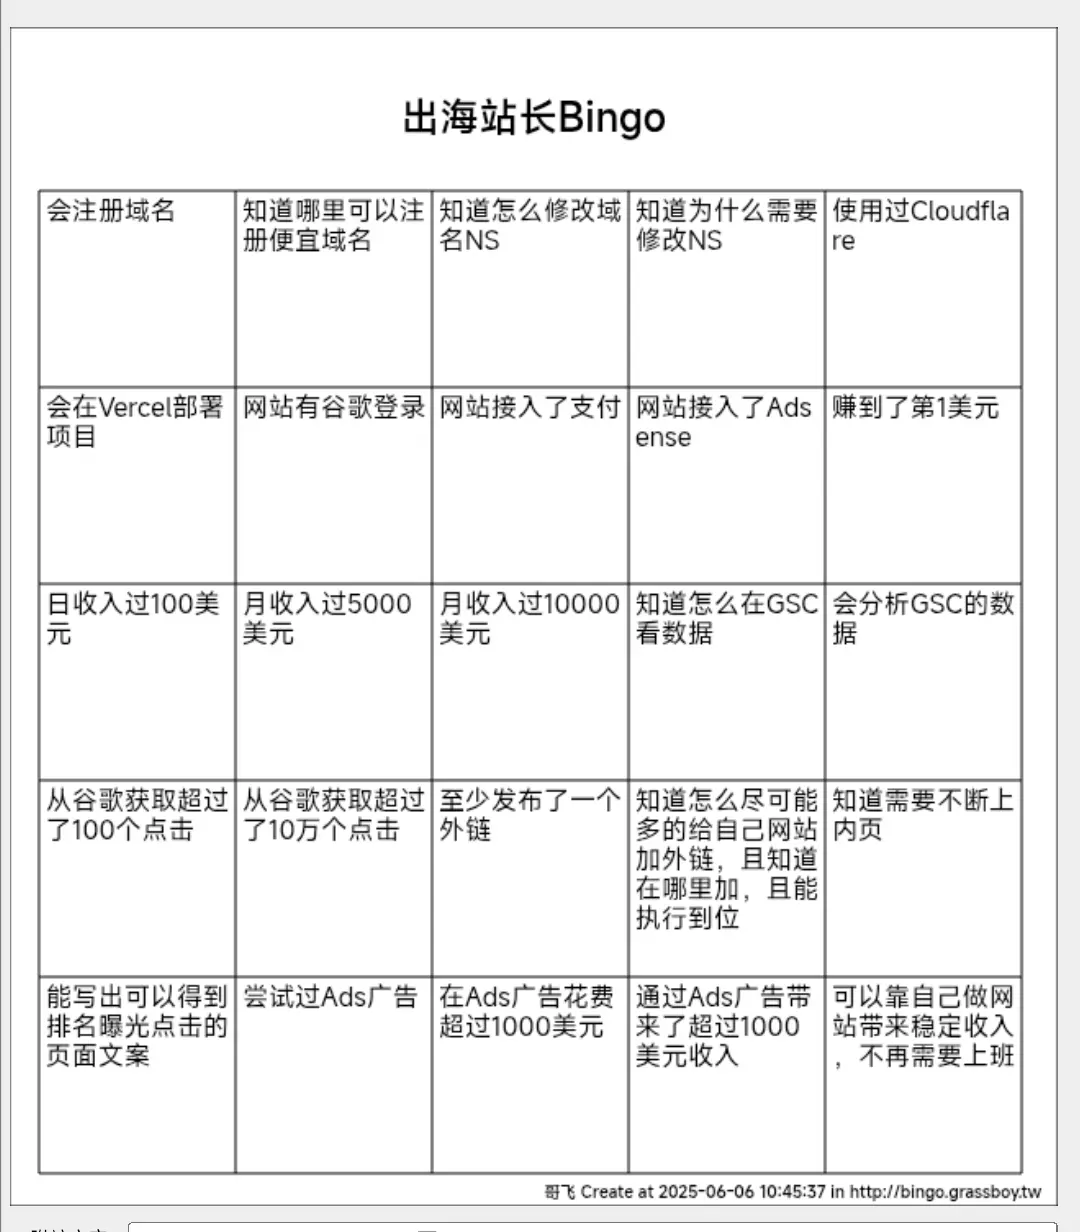 出海站长Bingo
会注册域名
知道哪里可以注
册便宜域名
知道怎么修改域
名NS
知道为什么需要
修改NS
使用过Cloudfla
re
会在Vercel部署
项目
网站有谷歌登录
网站接入了支付
网站接入了Ads
ense
赚到了第1美元
日收入过100美
元
月收入过5000
美元
月收入过10000
美元
知道怎么在GSC
看数据
会分析GSC的数
据
从谷歌获取超过
了100个点击
从谷歌获取超过
了10万个点击
至少发布了一个
外链
知道怎么尽可能
多的给自己网站
加外链，且知道
在哪里加，且能
执行到位
知道需要不断上
内页
能写出可以得到
排名曝光点击的
页面文案
尝试过Ads广告
在Ads广告花费
超过1000美元
通过Ads广告带
来了超过1000
美元收入
可以靠自己做网
站带来稳定收入
，不再需要上班
哥飞 Create at 2025-06-06 10:45:37 in http://bingo.grassboy.tw